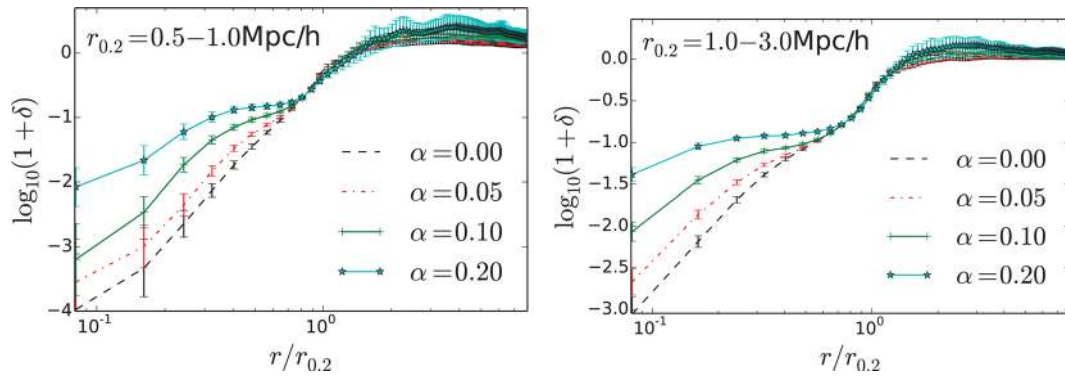 r₀.₂=0.5−1.0Mpc/h
0.0
−1
−2
−3
−4
log₁₀(1+δ)
α=0.00
α=0.05
α=0.10
α=0.20
10⁻¹
10⁰
r/r₀.₂
r₀.₂=1.0−3.0Mpc/h
0.0
−0.5
−1.0
−1.5
−2.0
−2.5
−3.0
log₁₀(1+δ)
α=0.00
α=0.05
α=0.10
α=0.20
10⁻¹
10⁰
r/r₀.₂